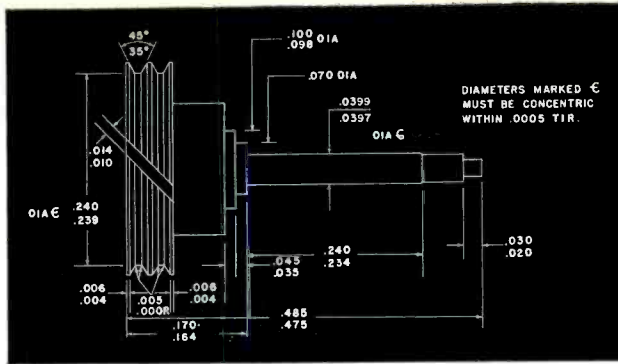 45°
35°
.100
.098 DIA
.070 DIA
DIAMETERS MARKED ȼ
MUST BE CONCENTRIC
WITHIN .0005 TIR.
.0399
.0397
DIA ȼ
.014
.010
DIA ȼ .240
.239
.045
.035
.240
.234
.030
.020
.006
.004
.005
.000R
.006
.004
.485
.475
.170
.164